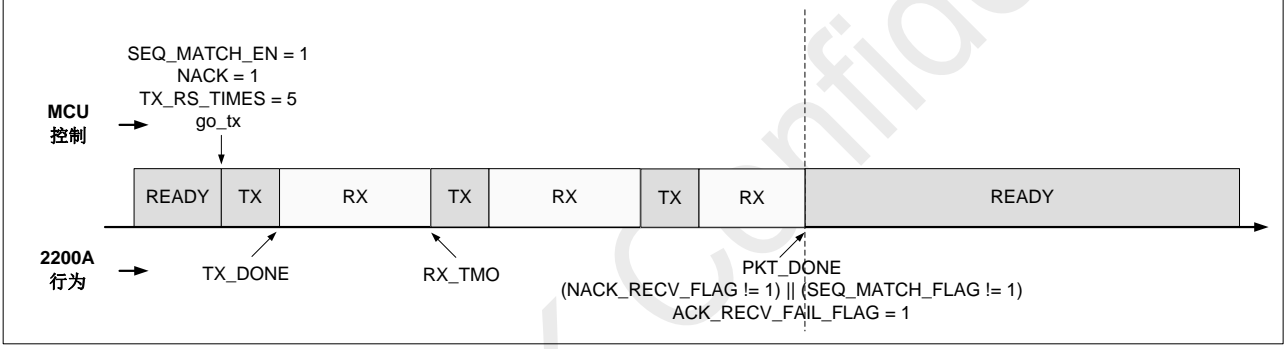 SEQ_MATCH_EN = 1
NACK = 1
TX_RS_TIMES = 5
go_tx
MCU
控制
READY TX RX TX RX TX RX READY
2200A
行为
TX_DONE
RX_TMO
PKT_DONE
(NACK_RECV_FLAG != 1) || (SEQ_MATCH_FLAG != 1)
ACK_RECV_FAIL_FLAG = 1